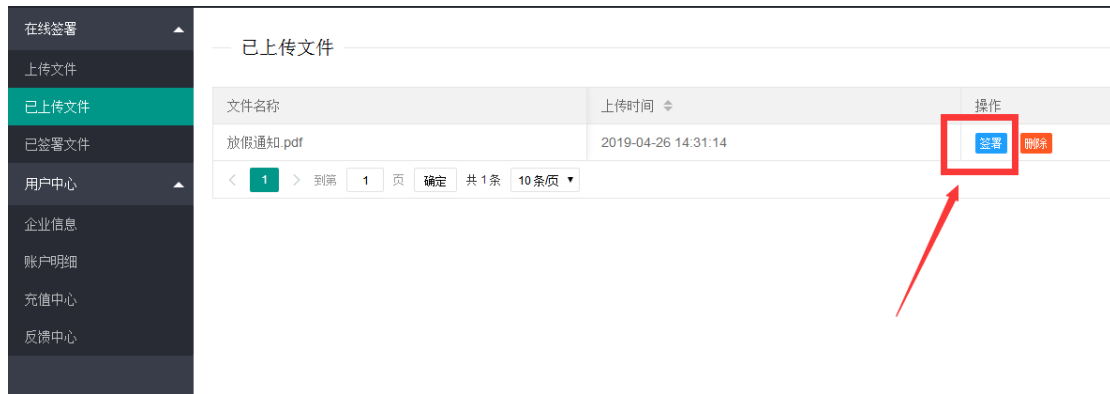 在线签署
上传文件
已上传文件
已签署文件
用户中心
企业信息
账户明细
充值中心
反馈中心
已上传文件
文件名称 上传时间 操作
放假通知.pdf 2019-04-26 14:31:14 签署 删除
1 到第 1 页 确定 共 1 条 10 条/页